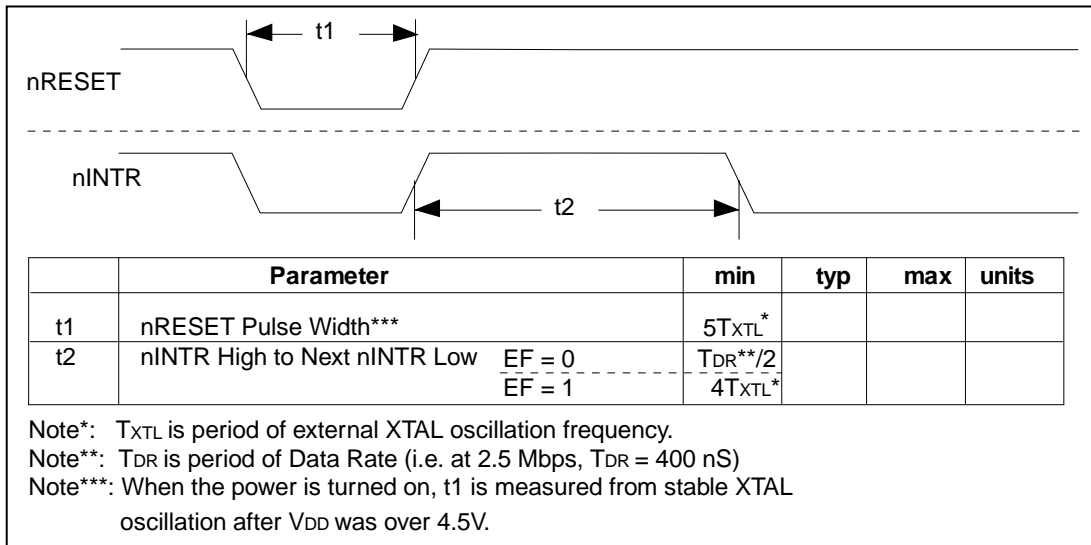 t1
nRESET
nINTR
t2
Parameter min typ max units
t1 nRESET Pulse Width*** 5TXTL*
t2 nINTR High to Next nINTR Low EF = 0 TDR**/2
EF = 1 4TXTL*
Note*: TXTL is period of external XTAL oscillation frequency.
Note**: TDR is period of Data Rate (i.e. at 2.5 Mbps, TDR = 400 nS)
Note***: When the power is turned on, t1 is measured from stable XTAL
oscillation after VDD was over 4.5V.